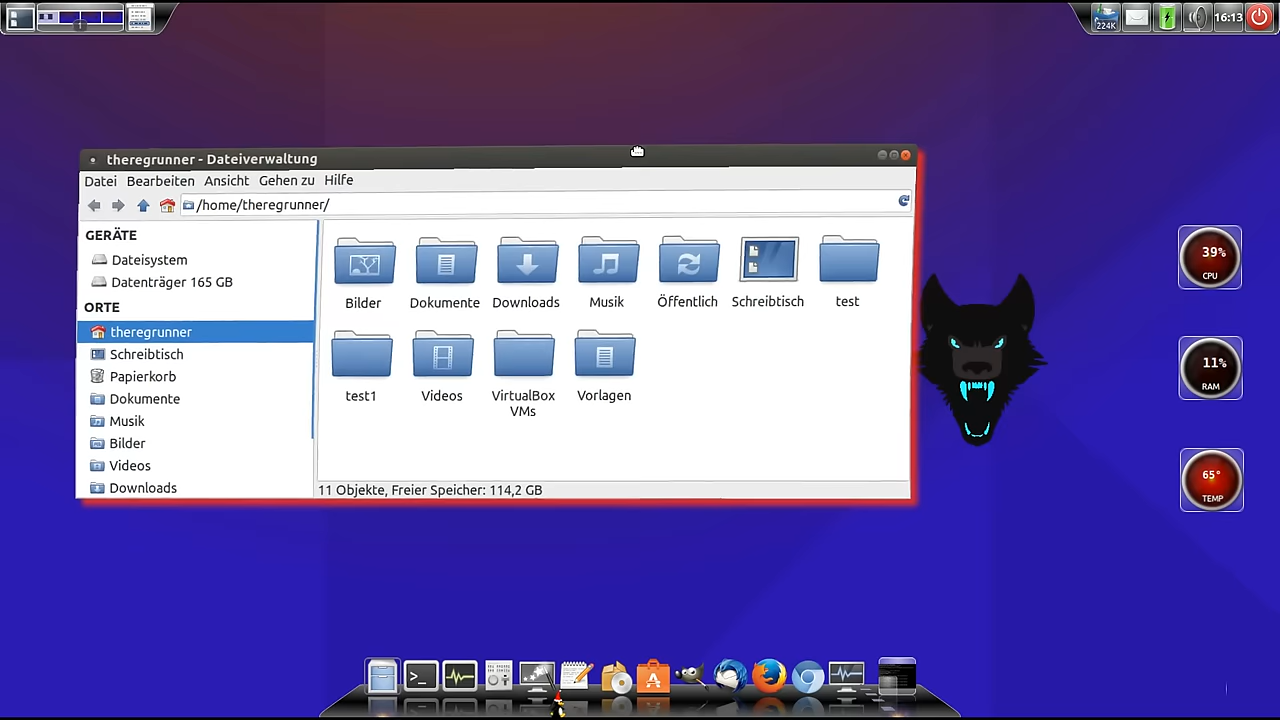 224K
16:13
theregrunner - Dateiverwaltung
Datei Bearbeiten Ansicht Gehen zu Hilfe
/home/theregrunner/
GERÄTE
Dateisystem
Datenträger 165 GB
ORTE
theregrunner
Schreibtisch
Papierkorb
Dokumente
Musik
Bilder
Videos
Downloads
Bilder
Dokumente
Downloads
Musik
Öffentlich
Schreibtisch
test
test1
Videos
VirtualBox
VMs
Vorlagen
11 Objekte, Freier Speicher: 114,2 GB
39%
CPU
11%
RAM
65°
TEMP
>_
A